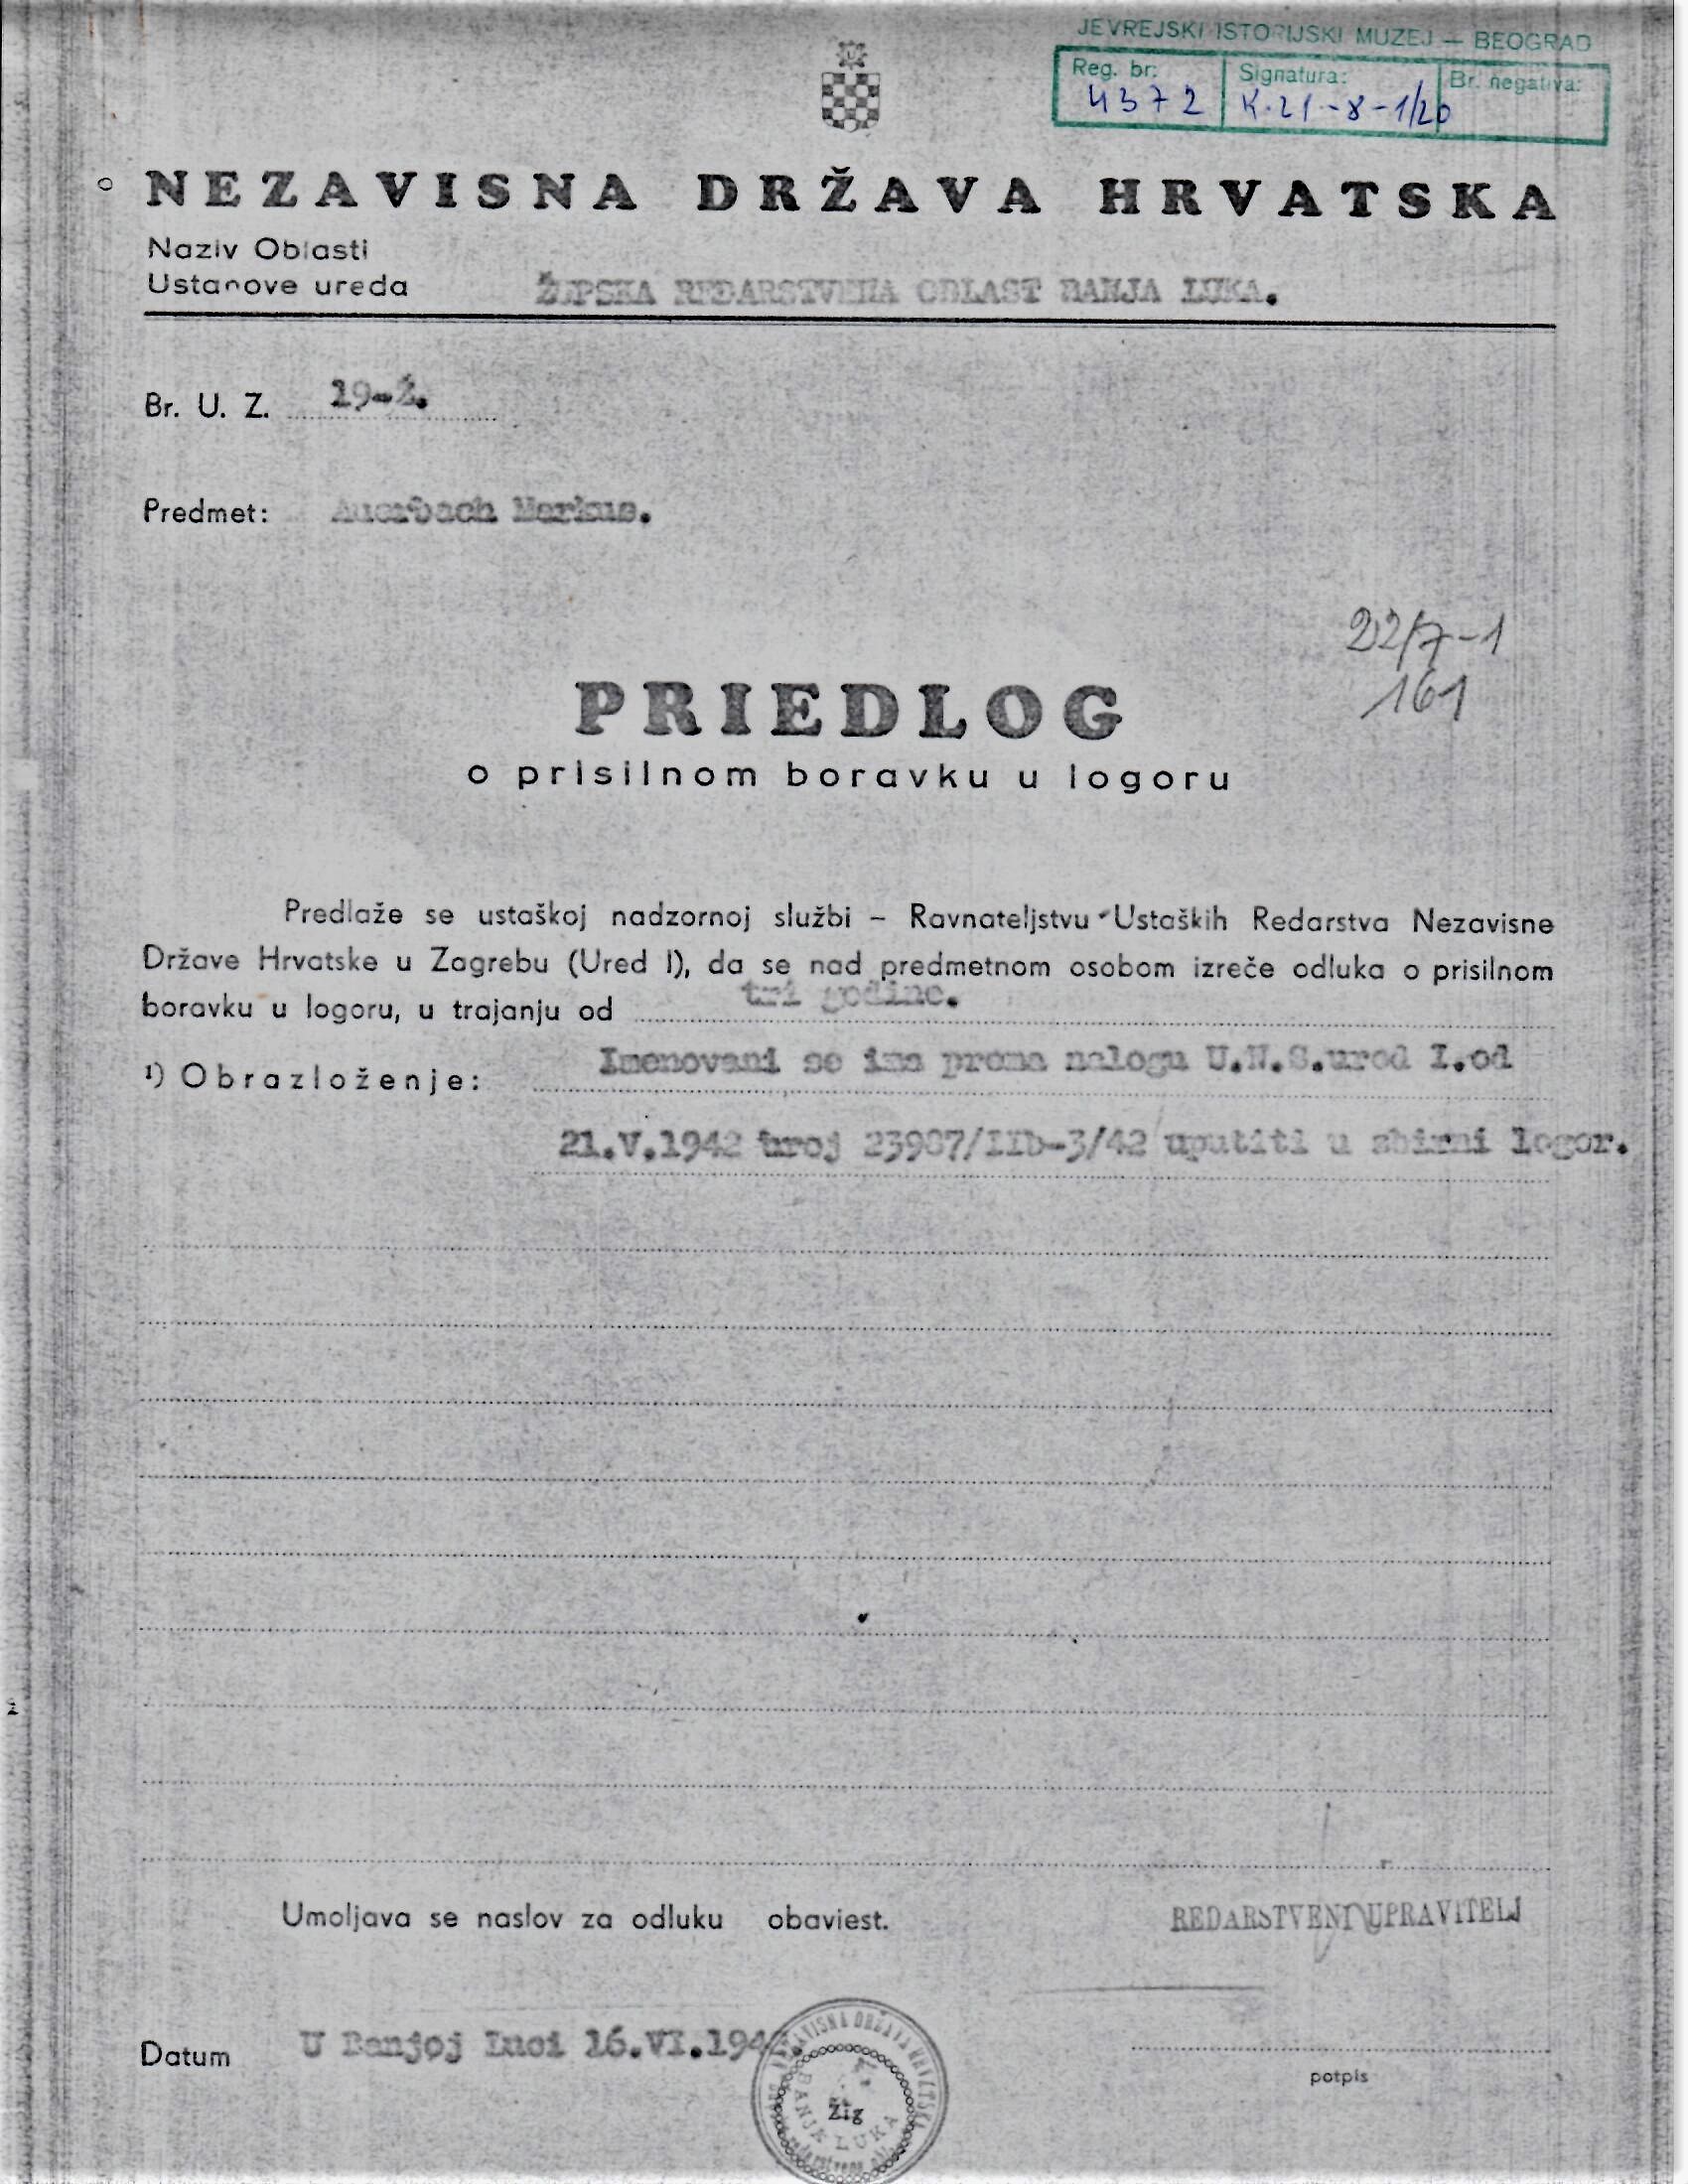 JEVREJSKI ISTORIJSKI MUZEJ — BEOGRAD
Reg. br: Signatura: Br. negativa:
4372 K.21-8-1/20
NEZAVISNA DRŽAVA HRVATSKA
Naziv Oblasti
Ustanove ureda ŽUPSKA REDARSTVENA OBLAST BANJA LUKA.
Br. U. Z. 19-Ž.
Predmet: Auerbach Markus.
22/7-1
161
PRIEDLOG
o prisilnom boravku u logoru
Predlaže se ustaškoj nadzornoj službi – Ravnateljstvu Ustaških Redarstva Nezavisne
Države Hrvatske u Zagrebu (Ured I), da se nad predmetnom osobom izreče odluka o prisilnom
boravku u logoru, u trajanju od tri godine.
¹) Obrazloženje: Imenovani se ima prema nalogu U.N.S.ured I.od
21.V.1942 broj 23987/IIb-3/42 uputiti u sbirni logor.
Umoljava se naslov za odluku obaviest.
REDARSTVENI UPRAVITELJ
Datum U Banjoj Luci 16.VI.194
potpis
NEZAVISNA DRŽAVA HRVATSKA
BANJA LUKA
Žig